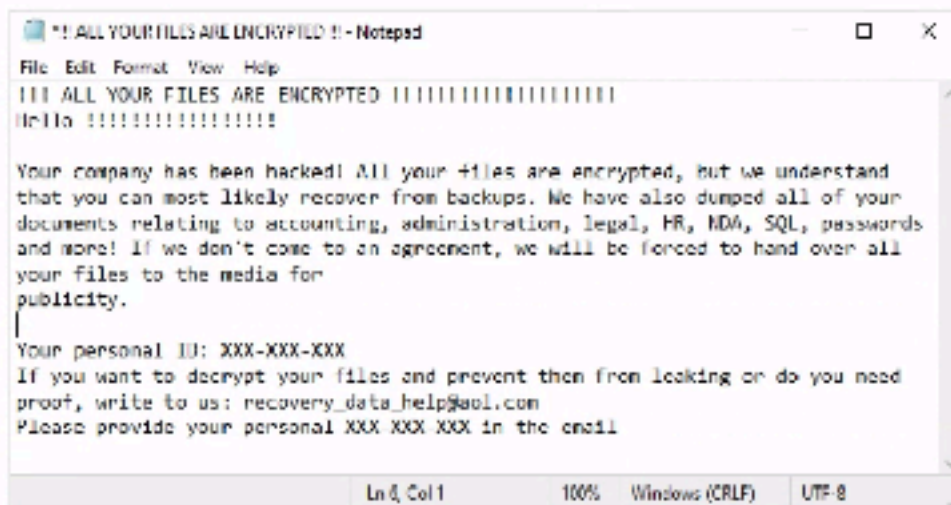 *!! ALL YOUR FILES ARE ENCRYPTED !! - Notepad
File Edit Format View Help
!!! ALL YOUR FILES ARE ENCRYPTED !!!!!!!!!!!!!!!!!!!!!
Hello !!!!!!!!!!!!!!!!!
Your company has been hacked! All your files are encrypted, but we understand
that you can most likely recover from backups. We have also dumped all of your
documents relating to accounting, administration, legal, HR, NDA, SQL, passwords
and more! If we don't come to an agreement, we will be forced to hand over all
your files to the media for
publicity.
Your personal ID: XXX-XXX-XXX
If you want to decrypt your files and prevent them from leaking or do you need
proof, write to us: recovery_data_help@aol.com
Please provide your personal XXX-XXX-XXX in the email
Ln 6, Col 1 100% Windows (CRLF) UTF-8